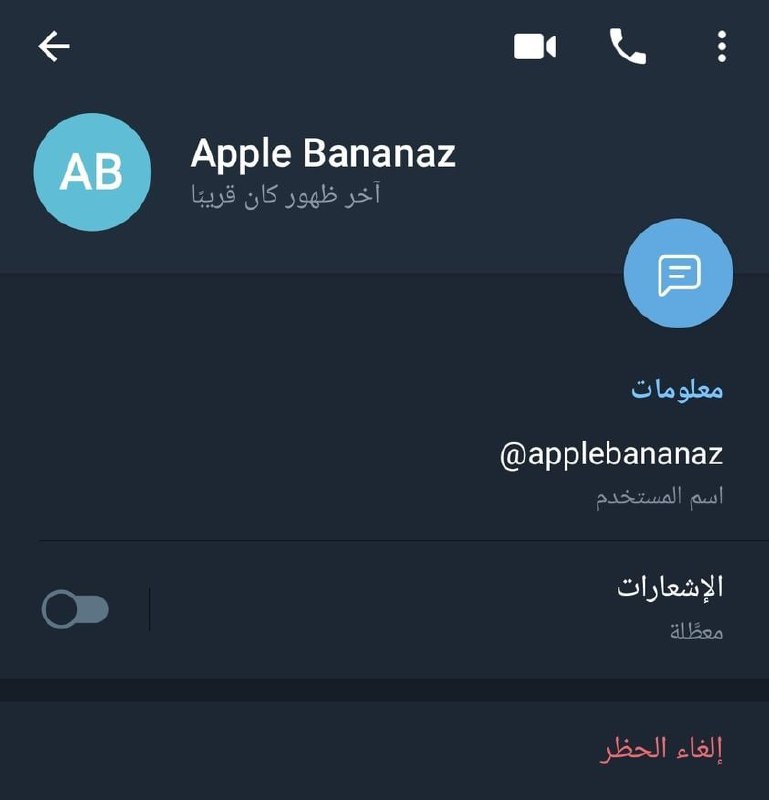 AB
Apple Bananaz
آخر ظهور كان قريبًا
معلومات
@applebananaz
اسم المستخدم
الإشعارات
معطَّلة
إلغاء الحظر